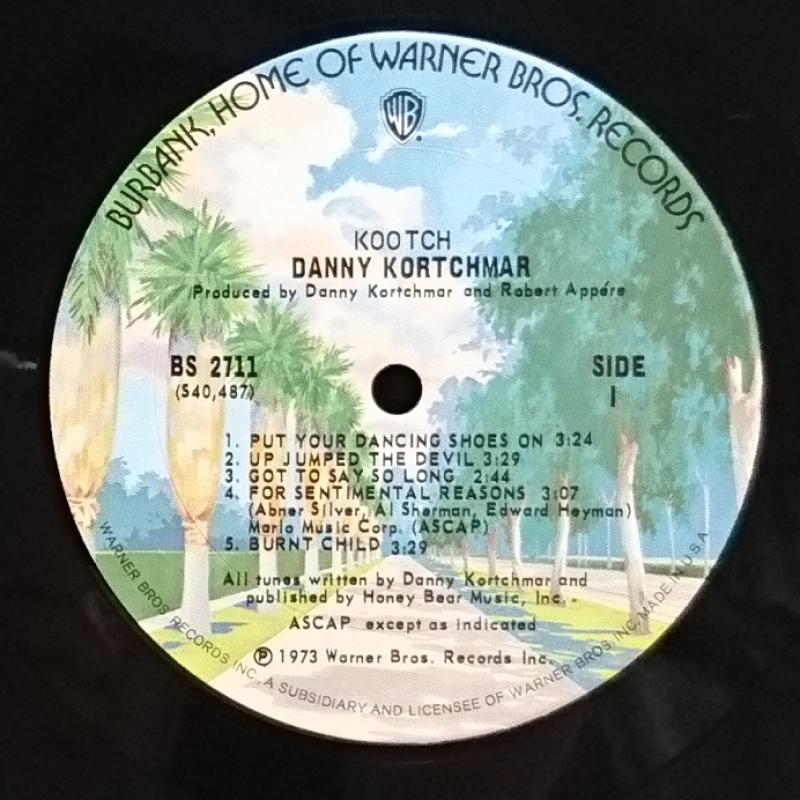 BURBANK, HOME OF WARNER BROS. RECORDS
WB
KOOTCH
DANNY KORTCHMAR
Produced by Danny Kortchmar and Robert Appére
BS 2711
(S40,487)
SIDE
1
1. PUT YOUR DANCING SHOES ON 3:24
2. UP JUMPED THE DEVIL 3:29
3. GOT TO SAY SO LONG 2:44
4. FOR SENTIMENTAL REASONS 3:07
(Abner Silver, Al Sherman, Edward Heyman)
Marlo Music Corp. (ASCAP)
5. BURNT CHILD 3:29
All tunes written by Danny Kortchmar and
published by Honey Bear Music, Inc. -
ASCAP except as indicated
℗ 1973 Warner Bros. Records Inc.
WARNER BROS. RECORDS INC., A SUBSIDIARY AND LICENSEE OF WARNER BROS. INC. MADE IN U.S.A.